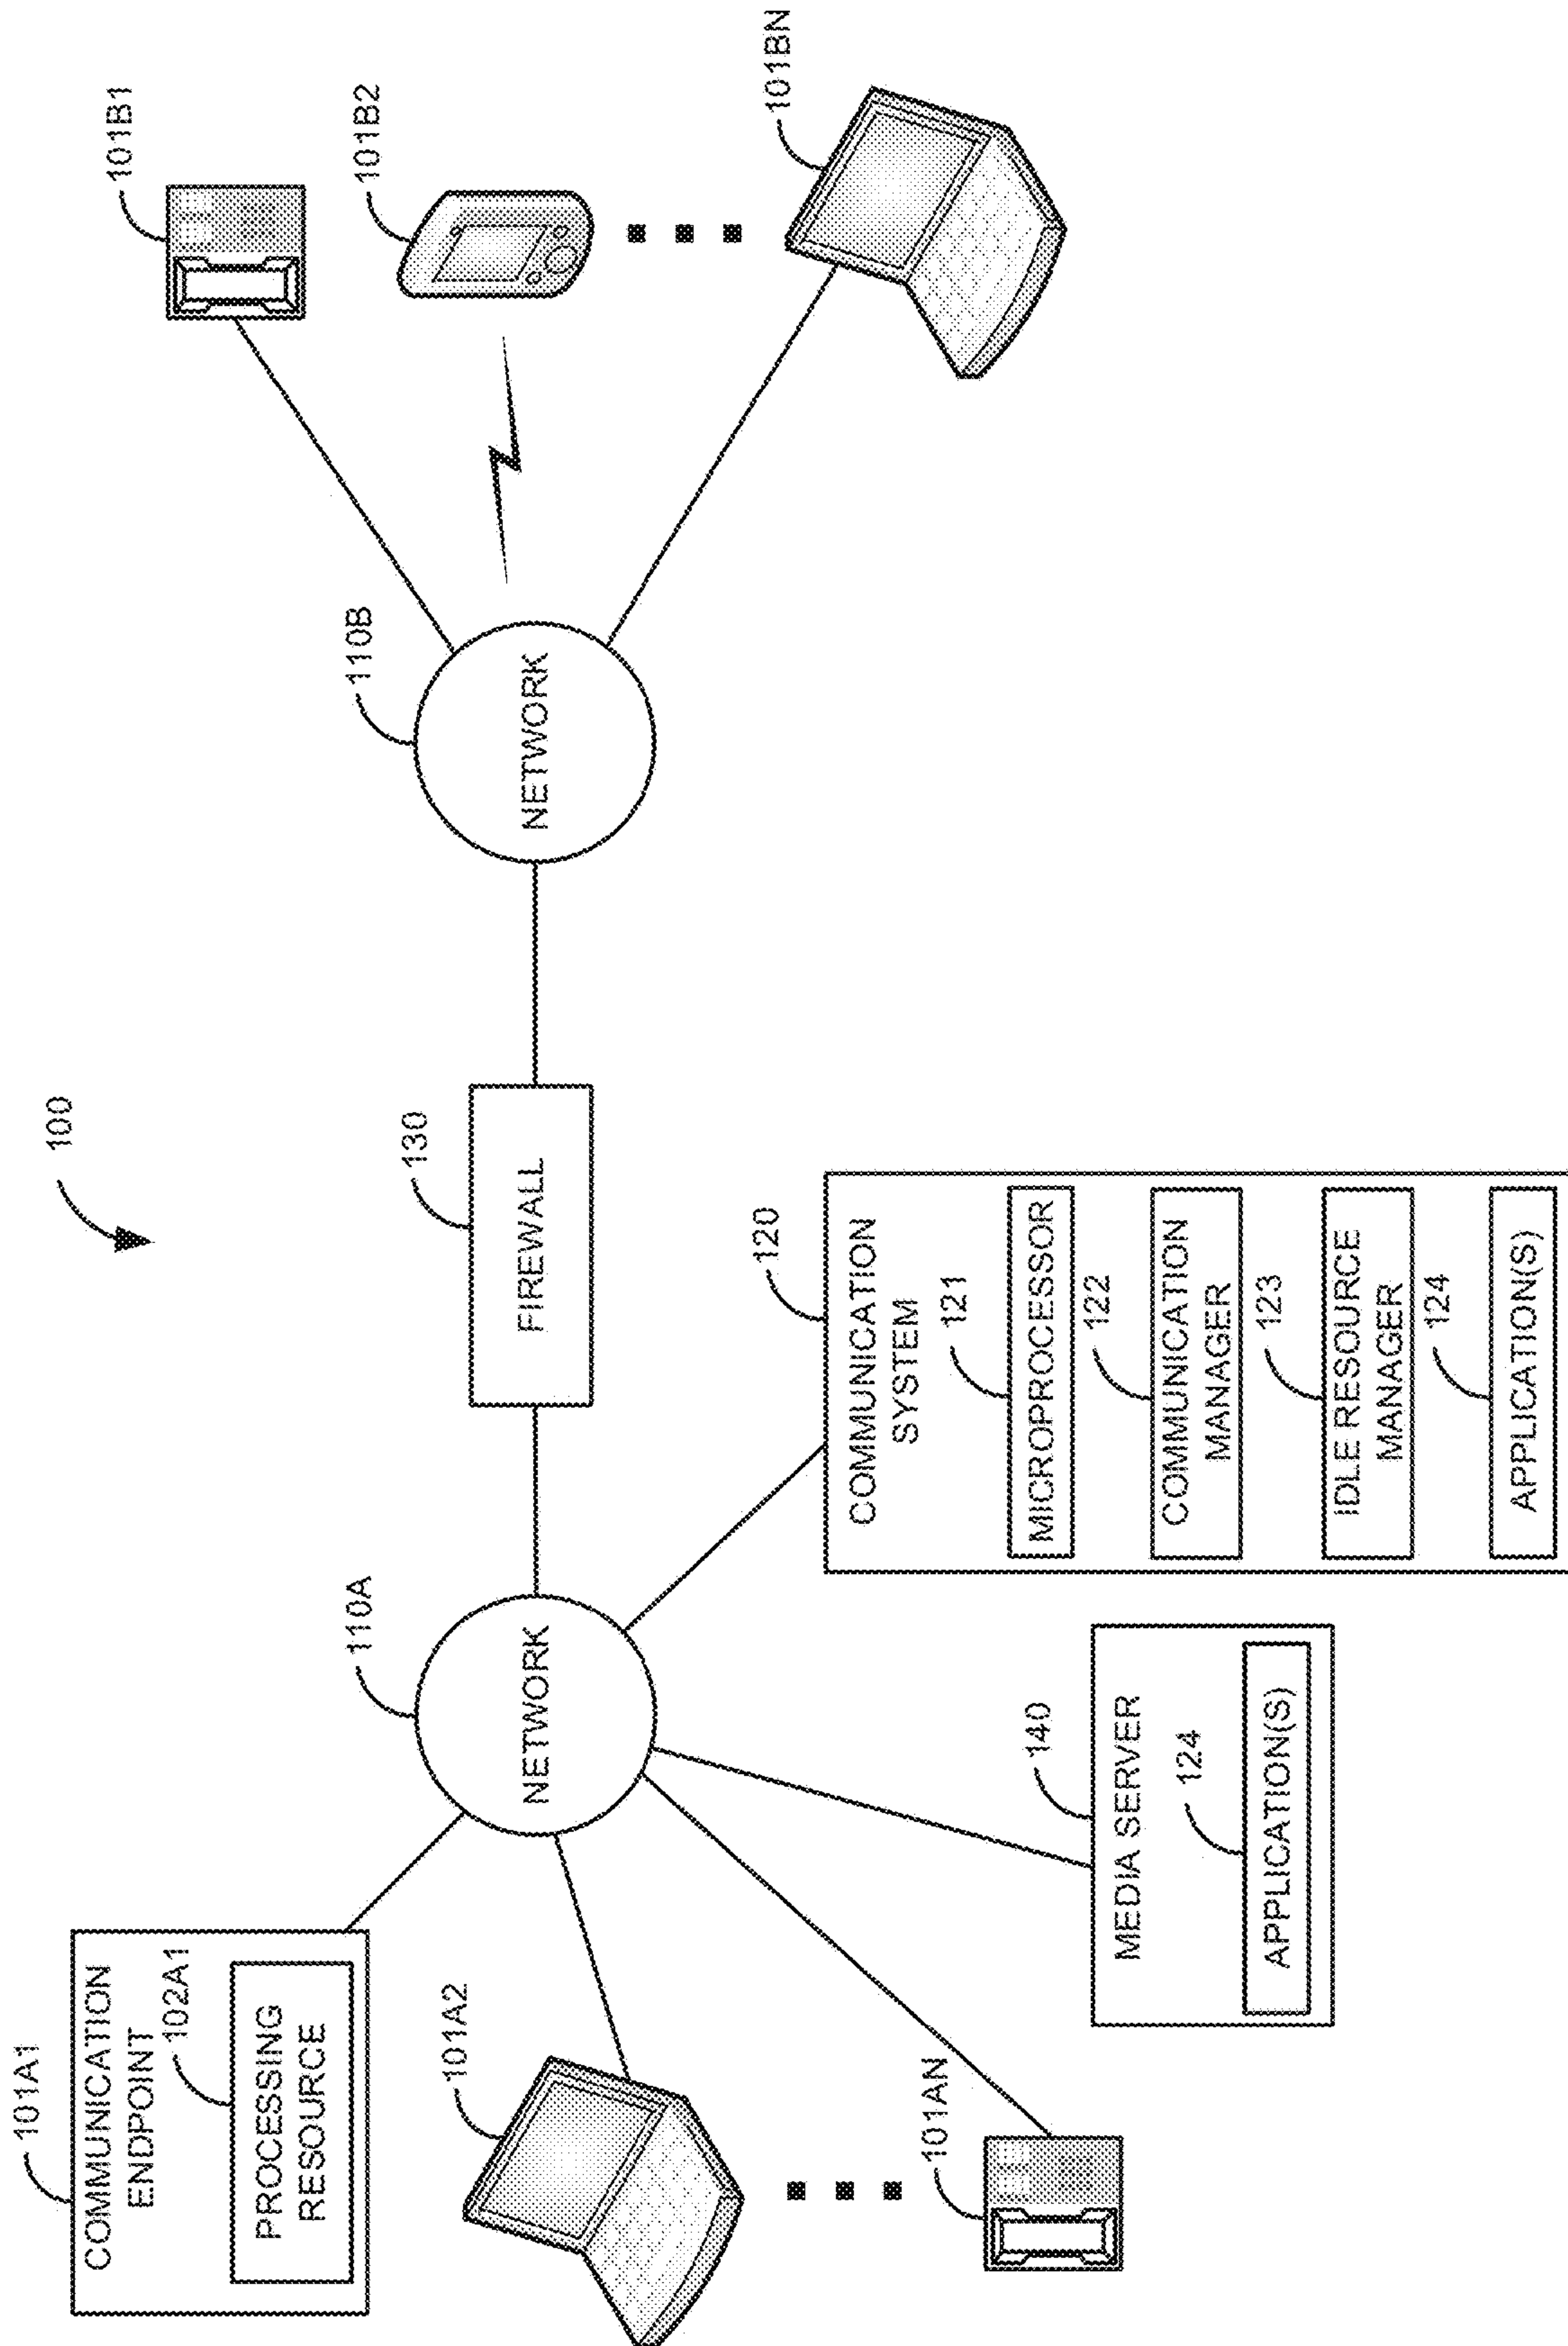 100
101A1
COMMUNICATION
ENDPOINT
102A1
PROCESSING
RESOURCE
101A2
101AN
110A
NETWORK
130
FIREWALL
110B
NETWORK
101B1
101B2
101BN
MEDIA SERVER
140
124
APPLICATION(S)
120
COMMUNICATION
SYSTEM
121
MICROPROCESSOR
122
COMMUNICATION
MANAGER
123
IDLE RESOURCE
MANAGER
124
APPLICATION(S)